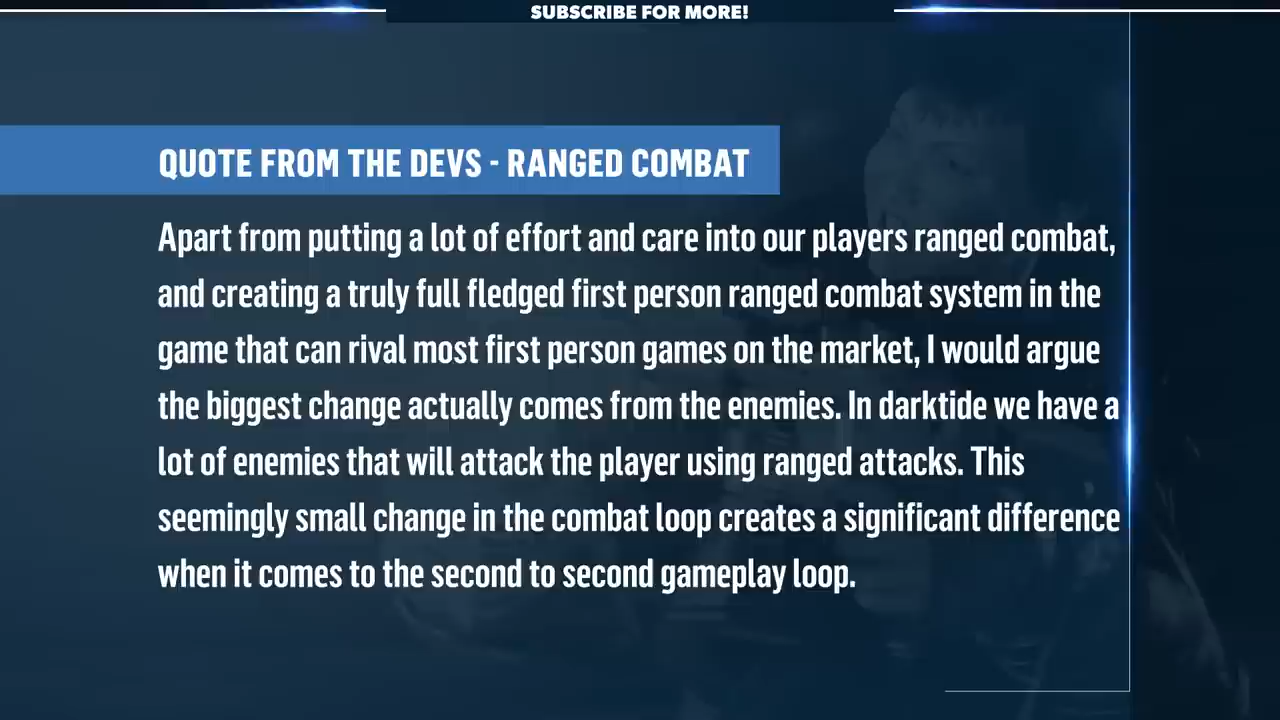 SUBSCRIBE FOR MORE!
QUOTE FROM THE DEVS - RANGED COMBAT
Apart from putting a lot of effort and care into our players ranged combat,
and creating a truly full fledged first person ranged combat system in the
game that can rival most first person games on the market, I would argue
the biggest change actually comes from the enemies. In darktide we have a
lot of enemies that will attack the player using ranged attacks. This
seemingly small change in the combat loop creates a significant difference
when it comes to the second to second gameplay loop.